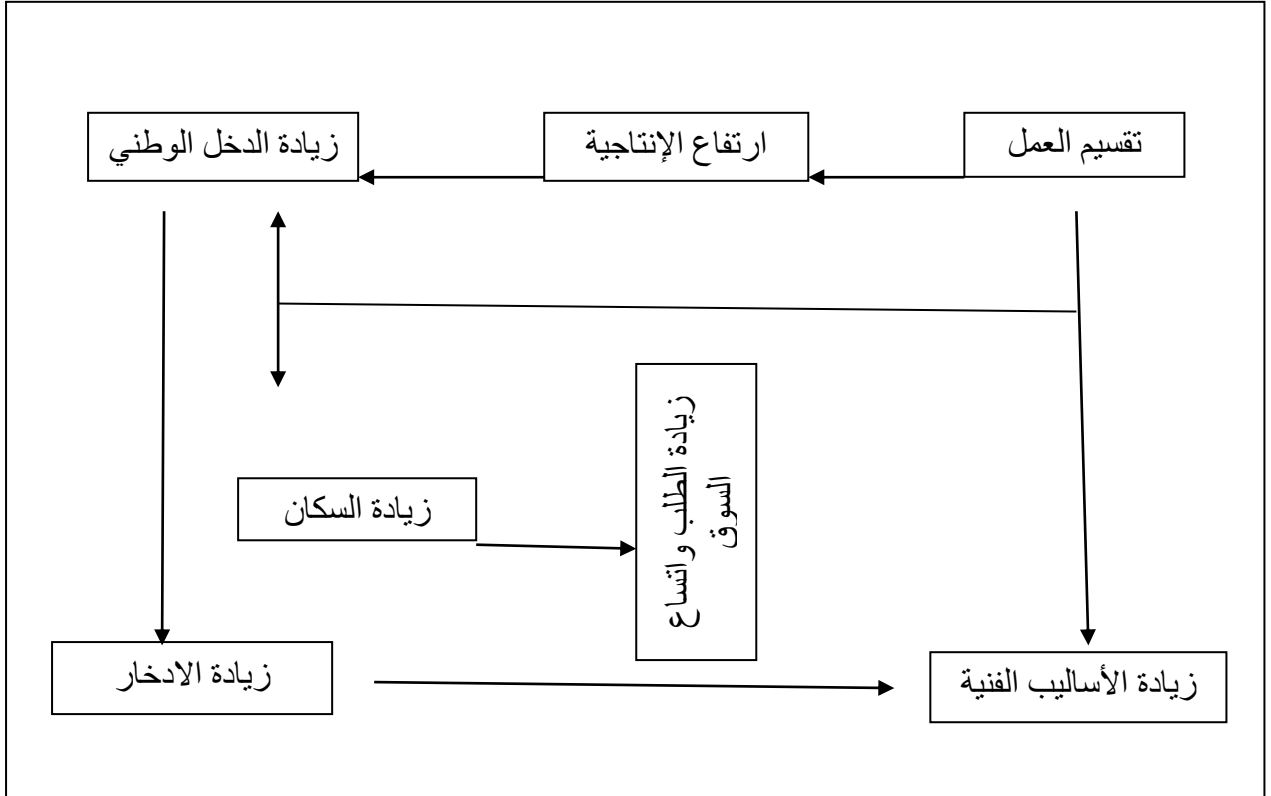 تقسيم العمل
ارتفاع الإنتاجية
زيادة الدخل الوطني
زيادة الطلب واتساع
السوق
زيادة السكان
زيادة الأساليب الفنية
زيادة الادخار